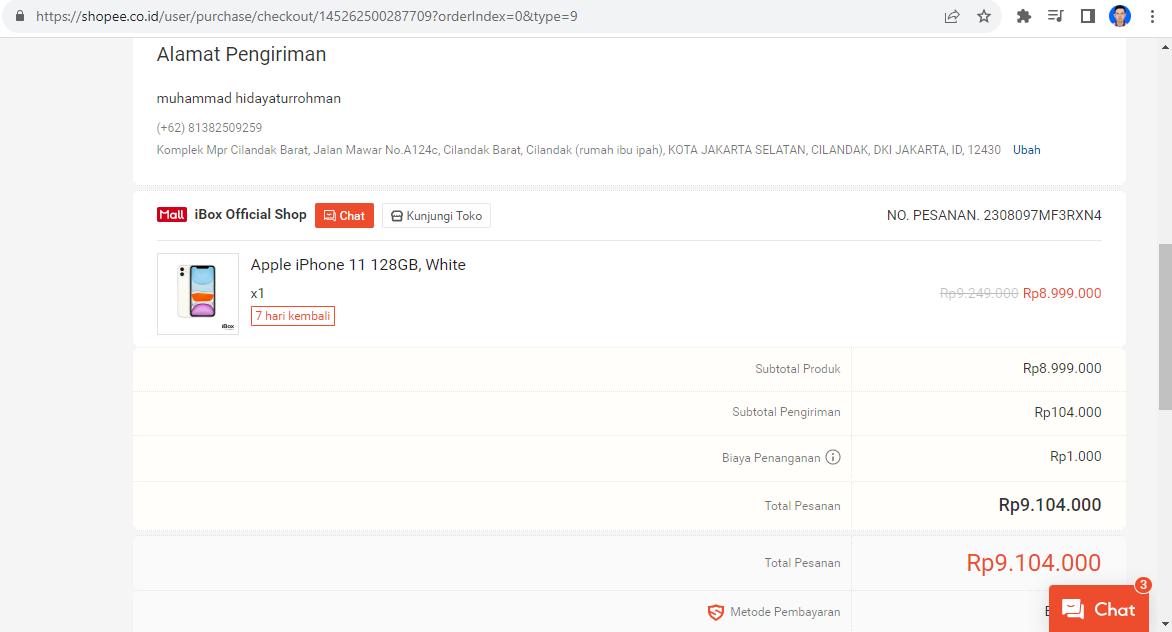 https://shopee.co.id/user/purchase/checkout/145262500287709?orderIndex=0&type=9
Alamat Pengiriman
muhammad hidayaturrohman
(+62) 81382509259
Komplek Mpr Cilandak Barat, Jalan Mawar No.A124c, Cilandak Barat, Cilandak (rumah ibu ipah), KOTA JAKARTA SELATAN, CILANDAK, DKI JAKARTA, ID, 12430 Ubah
Mall iBox Official Shop Chat Kunjungi Toko NO. PESANAN. 2308097MF3RXN4
Apple iPhone 11 128GB, White
x1
Rp9.249.000 Rp8.999.000
7 hari kembali
iBox
Subtotal Produk Rp8.999.000
Subtotal Pengiriman Rp104.000
Biaya Penanganan Rp1.000
Total Pesanan Rp9.104.000
Total Pesanan Rp9.104.000
Metode Pembayaran
Chat 3